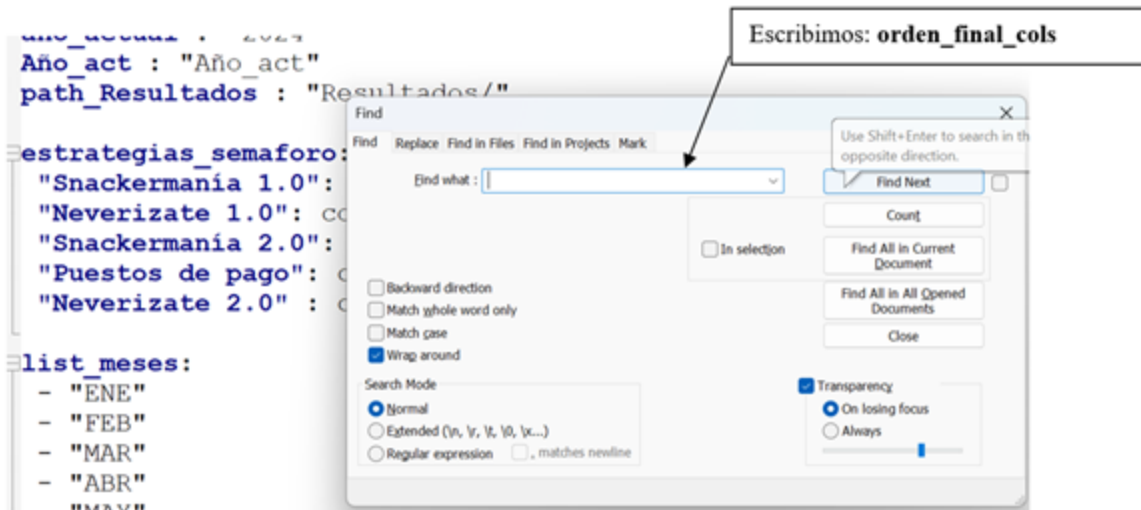 Escribimos: orden_final_cols
año_actual : "2024"
Año_act : "Año_act"
path_Resultados : "Resultados/"
estrategias_semaforo:
"Snackermanía 1.0":
"Neverizate 1.0": co
"Snackermanía 2.0":
"Puestos de pago": c
"Neverizate 2.0" : c
list_meses:
- "ENE"
- "FEB"
- "MAR"
- "ABR"
"MAY"
Find
Find Replace Find in Files Find in Projects Mark
Use Shift+Enter to search in th
opposite direction.
Find what :
Find Next
Count
In selection
Find All in Current
Document
Find All in All Opened
Documents
Close
Backward direction
Match whole word only
Match case
Wrap around
Search Mode
Normal
Extended (\n, \r, \t, \0, \x...)
Regular expression
. matches newline
Transparency
On losing focus
Always